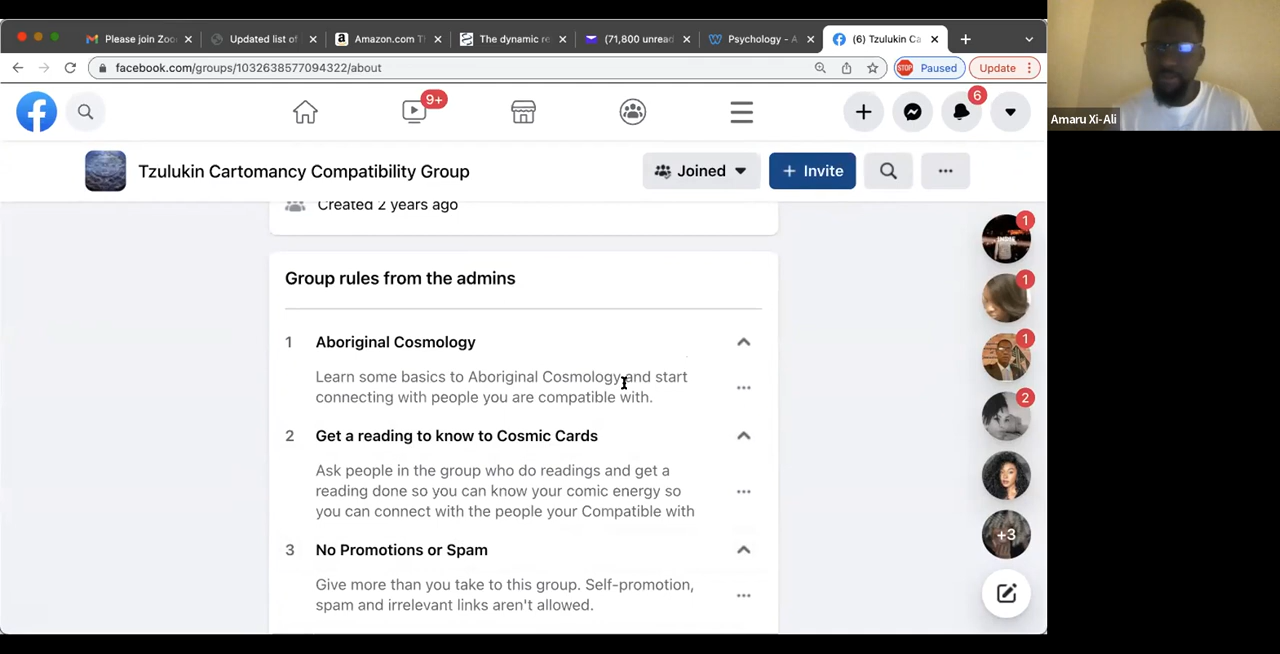 Please join Zoo
Updated list of
Amazon.com T
The dynamic re
(71,800 unread
Psychology - A
(6) Tzulukin Ca
facebook.com/groups/1032638577094322/about
STOP
Paused
Update
9+
6
Tzulukin Cartomancy Compatibility Group
Joined
+ Invite
Created 2 years ago
Group rules from the admins
1 Aboriginal Cosmology
Learn some basics to Aboriginal Cosmology and start
connecting with people you are compatible with.
2 Get a reading to know to Cosmic Cards
Ask people in the group who do readings and get a
reading done so you can know your comic energy so
you can connect with the people your Compatible with
3 No Promotions or Spam
Give more than you take to this group. Self-promotion,
spam and irrelevant links aren't allowed.
1
1
1
2
+3
Amaru Xi-Ali